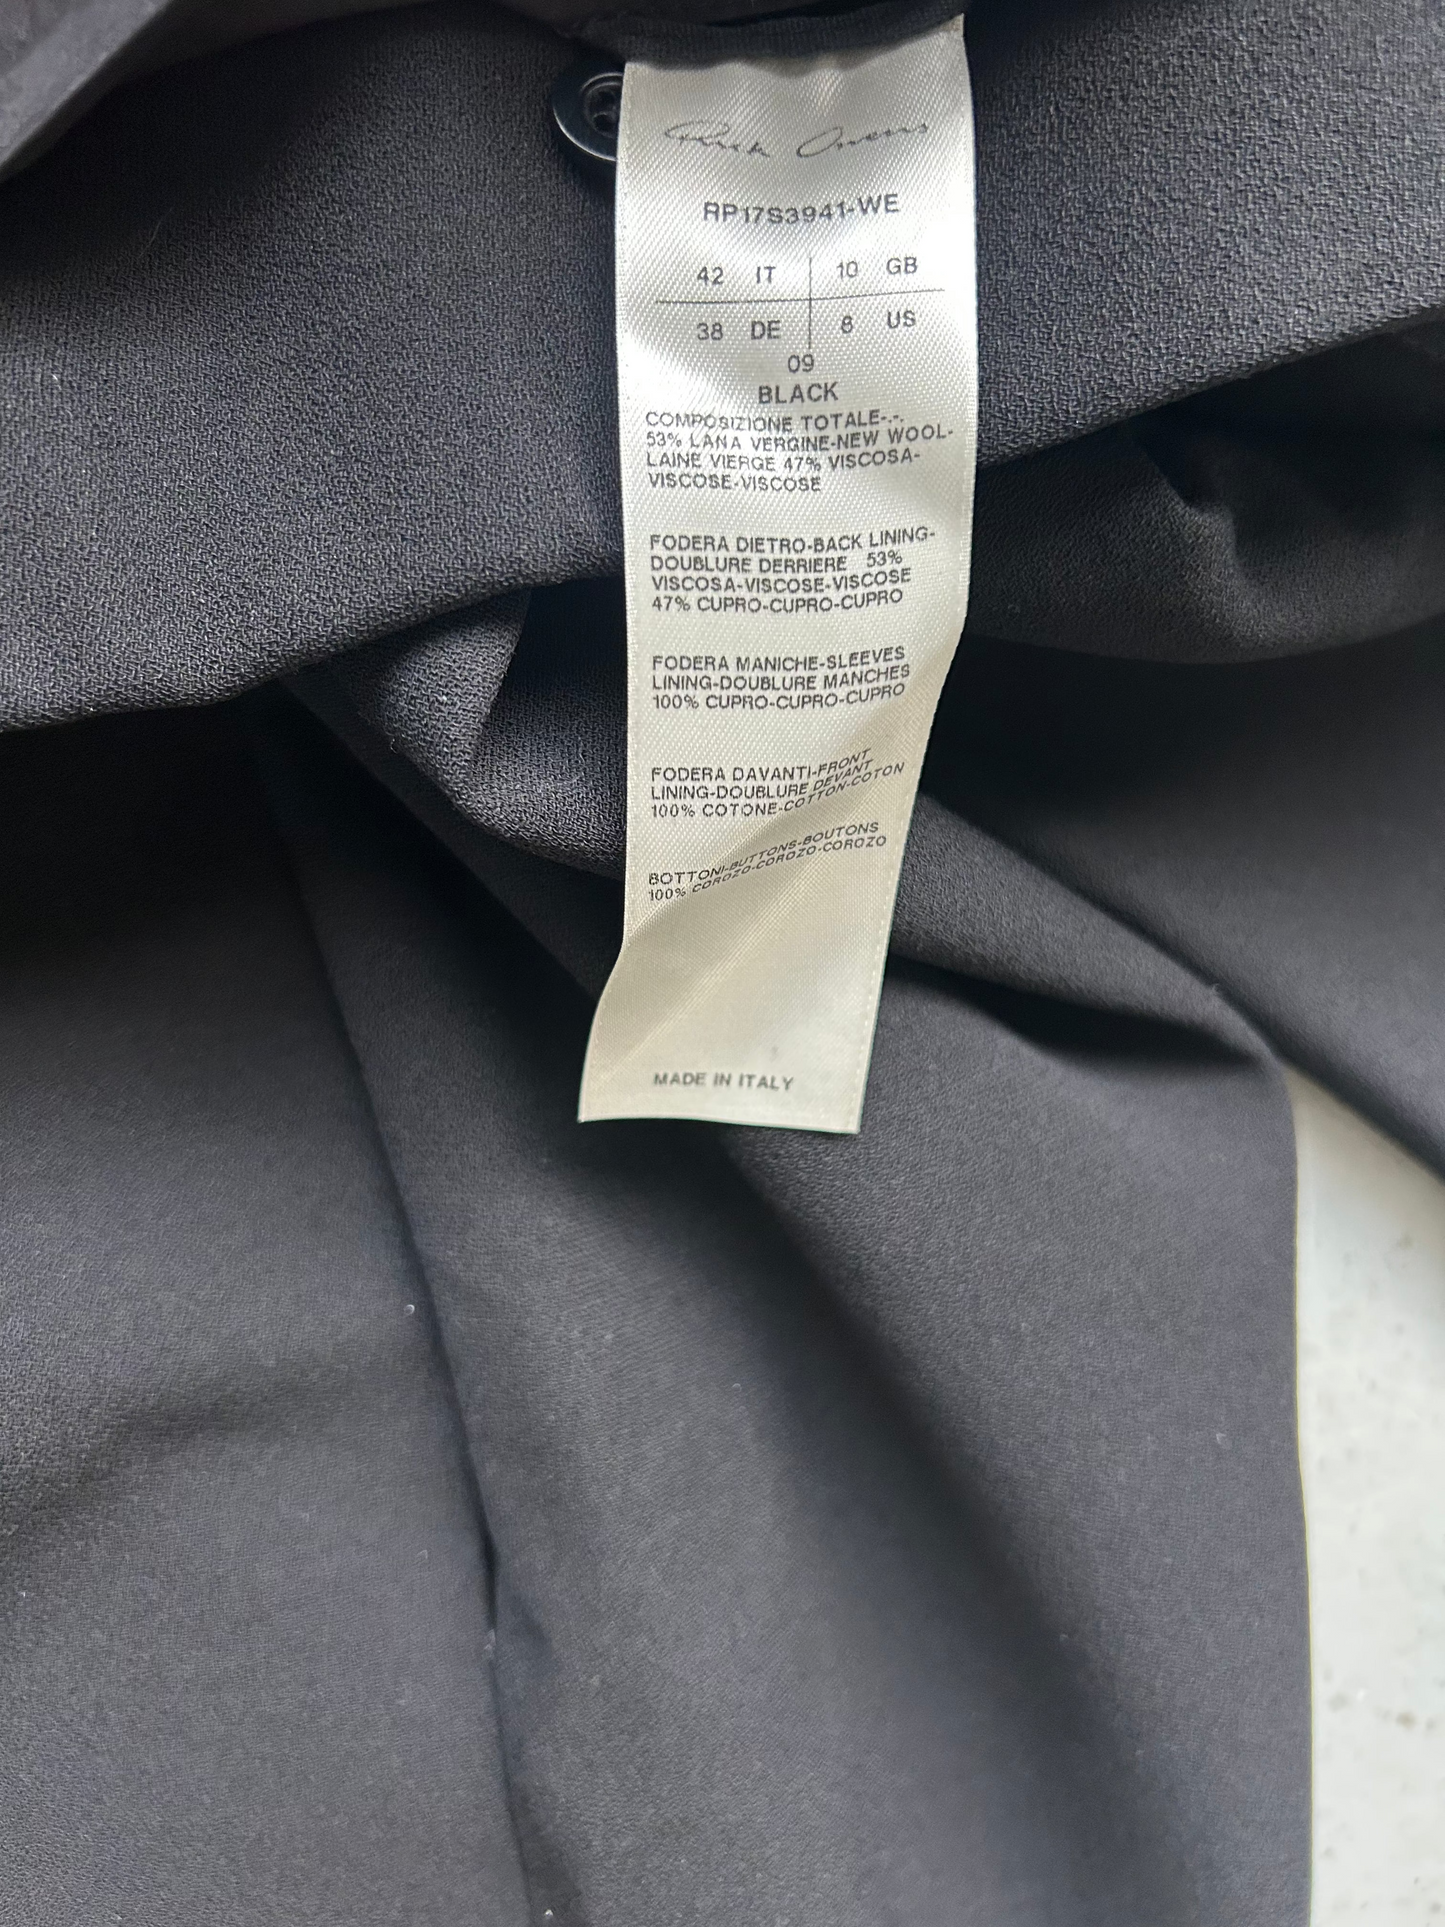 Rick Owens
RP17S3941-WE
42 IT 10 GB
38 DE 8 US
09
BLACK
COMPOSIZIONE TOTALE-.-.
53% LANA VERGINE-NEW WOOL-
LAINE VIERGE 47% VISCOSA-
VISCOSE-VISCOSE
FODERA DIETRO-BACK LINING-
DOUBLURE DERRIERE 53%
VISCOSA-VISCOSE-VISCOSE
47% CUPRO-CUPRO-CUPRO
FODERA MANICHE-SLEEVES
LINING-DOUBLURE MANCHES
100% CUPRO-CUPRO-CUPRO
FODERA DAVANTI-FRONT
LINING-DOUBLURE DEVANT
100% COTONE-COTTON-COTON
BOTTONI-BUTTONS-BOUTONS
100% COROZO-COROZO-COROZO
MADE IN ITALY